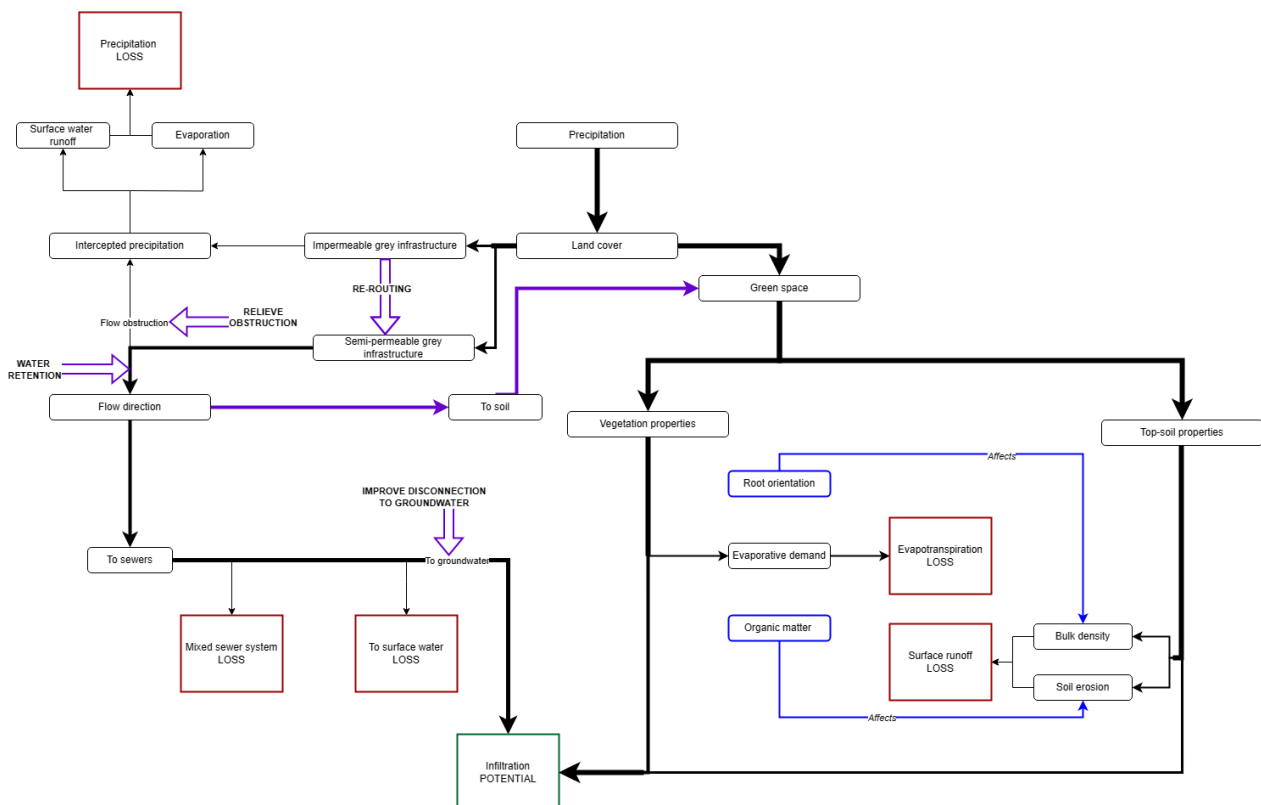 Precipitation
LOSS
Surface water
runoff
Evaporation
Precipitation
Intercepted precipitation
Impermeable grey infrastructure
Land cover
RE-ROUTING
Green space
Flow obstruction
RELIEVE
OBSTRUCTION
Semi-permeable grey
infrastructure
WATER
RETENTION
Flow direction
To soil
Vegetation properties
Top-soil properties
Affects
Root orientation
IMPROVE DISCONNECTION
TO GROUNDWATER
To sewers
To groundwater
Evaporative demand
Evapotranspiration
LOSS
Organic matter
Bulk density
Mixed sewer system
LOSS
To surface water
LOSS
Surface runoff
LOSS
Soil erosion
Affects
Infiltration
POTENTIAL